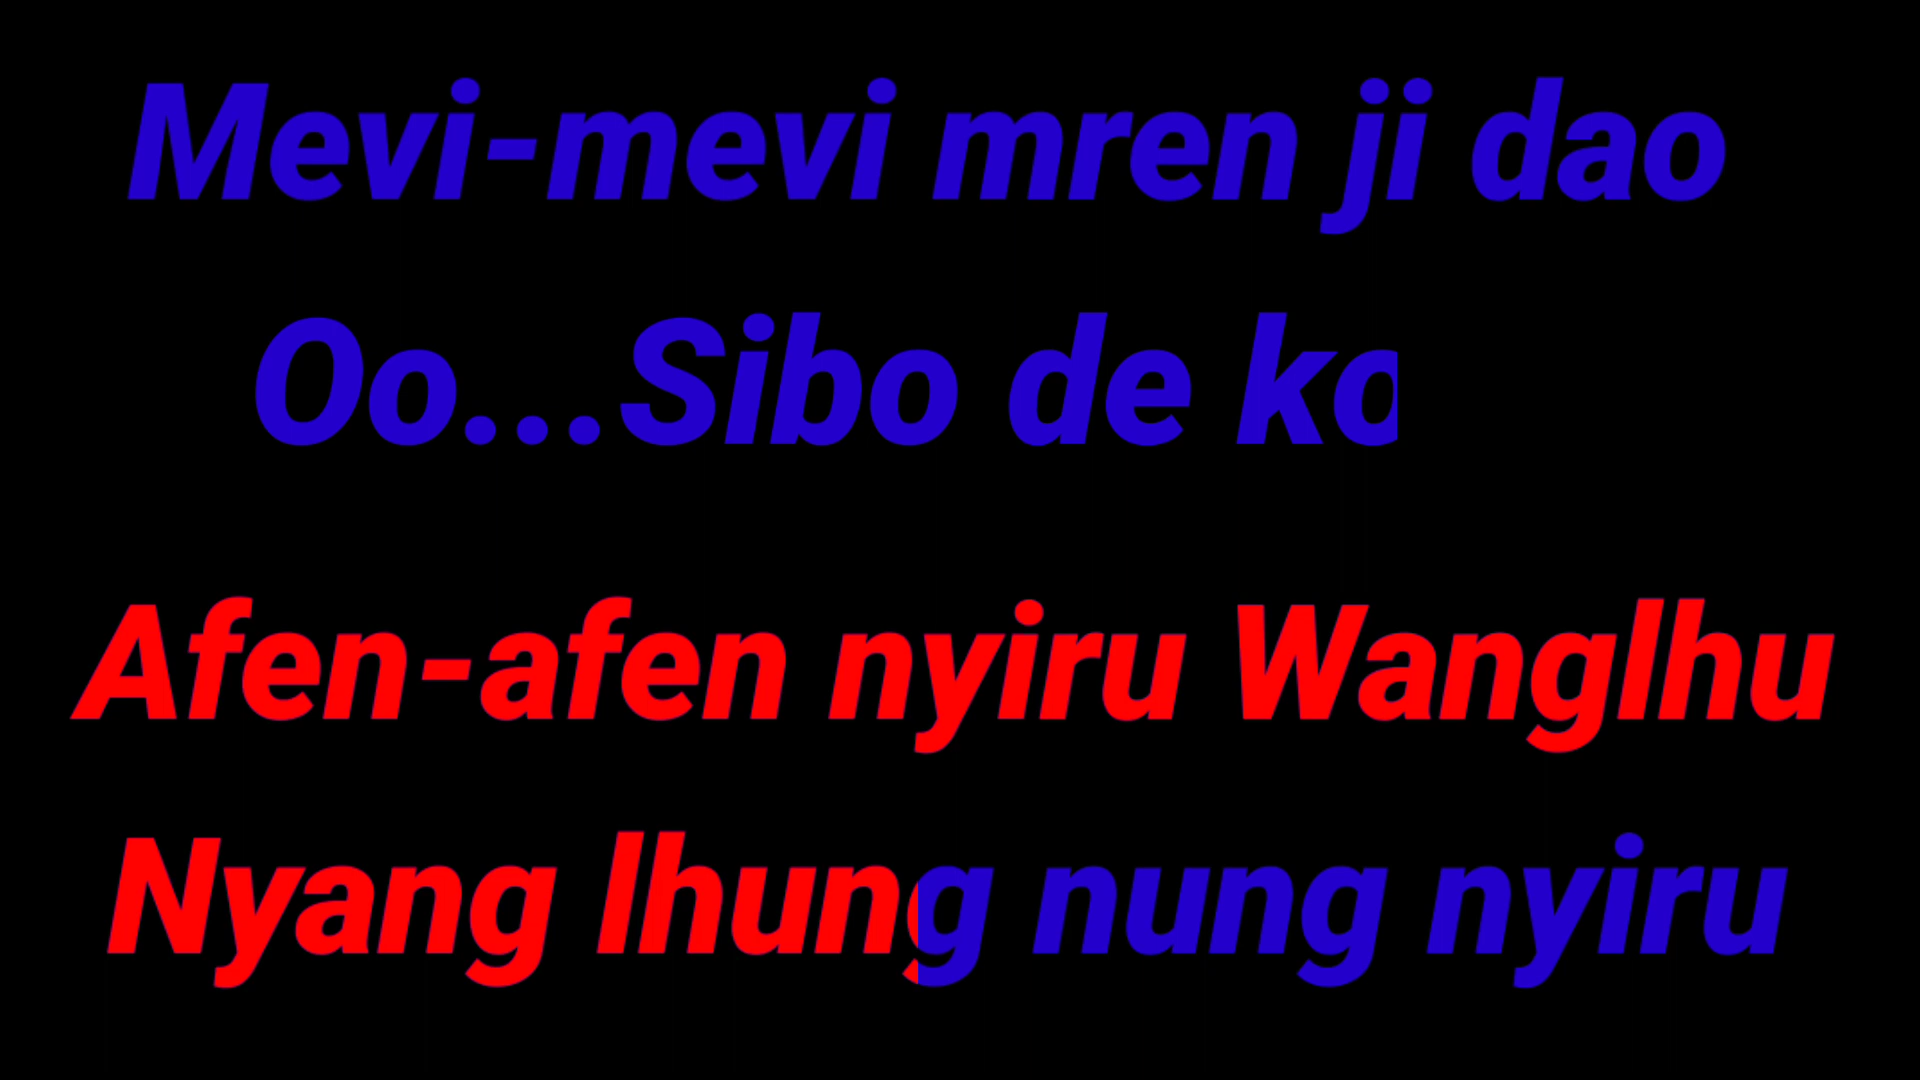 Mevi-mevi mren ji dao
Oo...Sibo de
Afen-afen nyiru Wanglhu
Nyang lhung nung nyiru